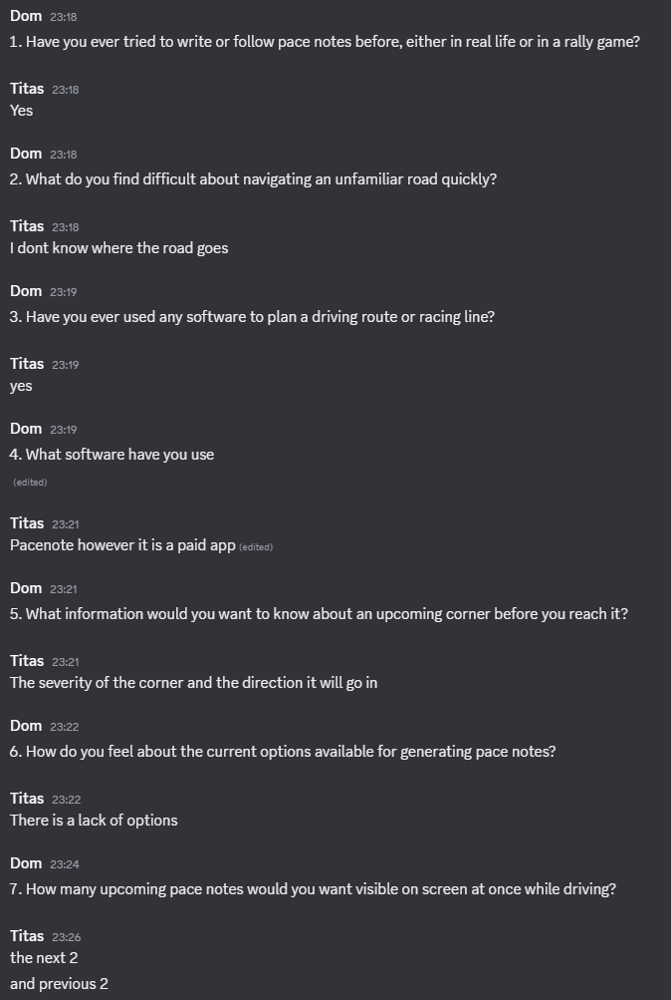 Dom 23:18
1. Have you ever tried to write or follow pace notes before, either in real life or in a rally game?
Titas 23:18
Yes
Dom 23:18
2. What do you find difficult about navigating an unfamiliar road quickly?
Titas 23:18
I dont know where the road goes
Dom 23:19
3. Have you ever used any software to plan a driving route or racing line?
Titas 23:19
yes
Dom 23:19
4. What software have you use
(edited)
Titas 23:21
Pacenote however it is a paid app (edited)
Dom 23:21
5. What information would you want to know about an upcoming corner before you reach it?
Titas 23:21
The severity of the corner and the direction it will go in
Dom 23:22
6. How do you feel about the current options available for generating pace notes?
Titas 23:22
There is a lack of options
Dom 23:24
7. How many upcoming pace notes would you want visible on screen at once while driving?
Titas 23:26
the next 2
and previous 2